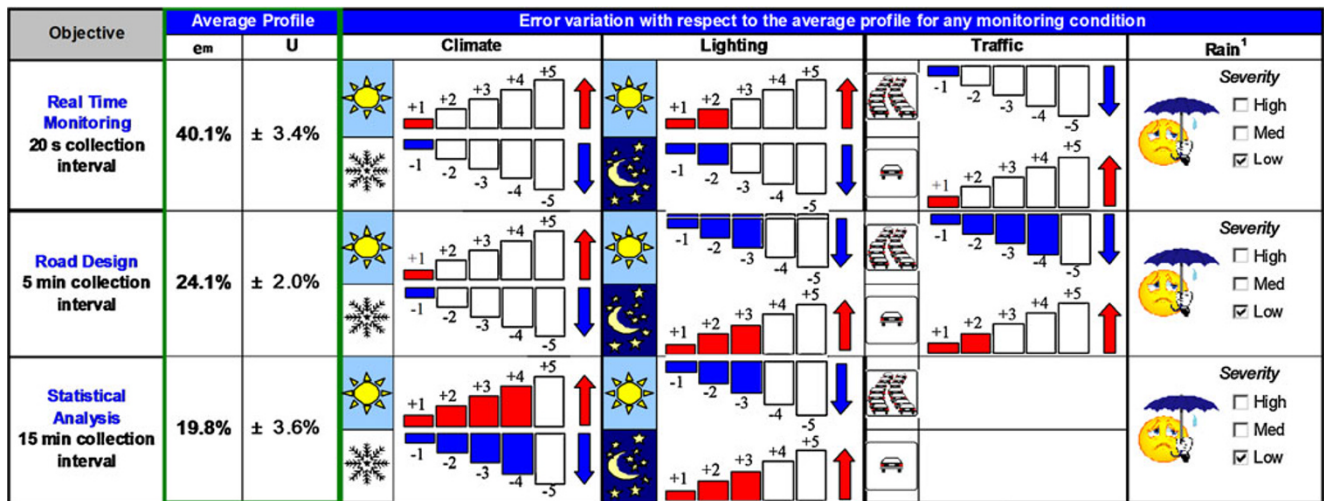 Objective
Average Profile
Error variation with respect to the average profile for any monitoring condition
em U Climate Lighting Traffic Rain1
Real Time
Monitoring
20 s collection
interval
40.1% ± 3.4%
+1 +2 +3 +4 +5
-1 -2 -3 -4 -5
+1 +2 +3 +4 +5
-1 -2 -3 -4 -5
-1 -2 -3 -4 -5
+1 +2 +3 +4 +5
Severity
High
Med
Low
Road Design
5 min collection
interval
24.1% ± 2.0%
+1 +2 +3 +4 +5
-1 -2 -3 -4 -5
-1 -2 -3 -4 -5
+1 +2 +3 +4 +5
-1 -2 -3 -4 -5
+1 +2 +3 +4 +5
Severity
High
Med
Low
Statistical
Analysis
15 min collection
interval
19.8% ± 3.6%
+1 +2 +3 +4 +5
-1 -2 -3 -4 -5
-1 -2 -3 -4 -5
+1 +2 +3 +4 +5
Severity
High
Med
Low